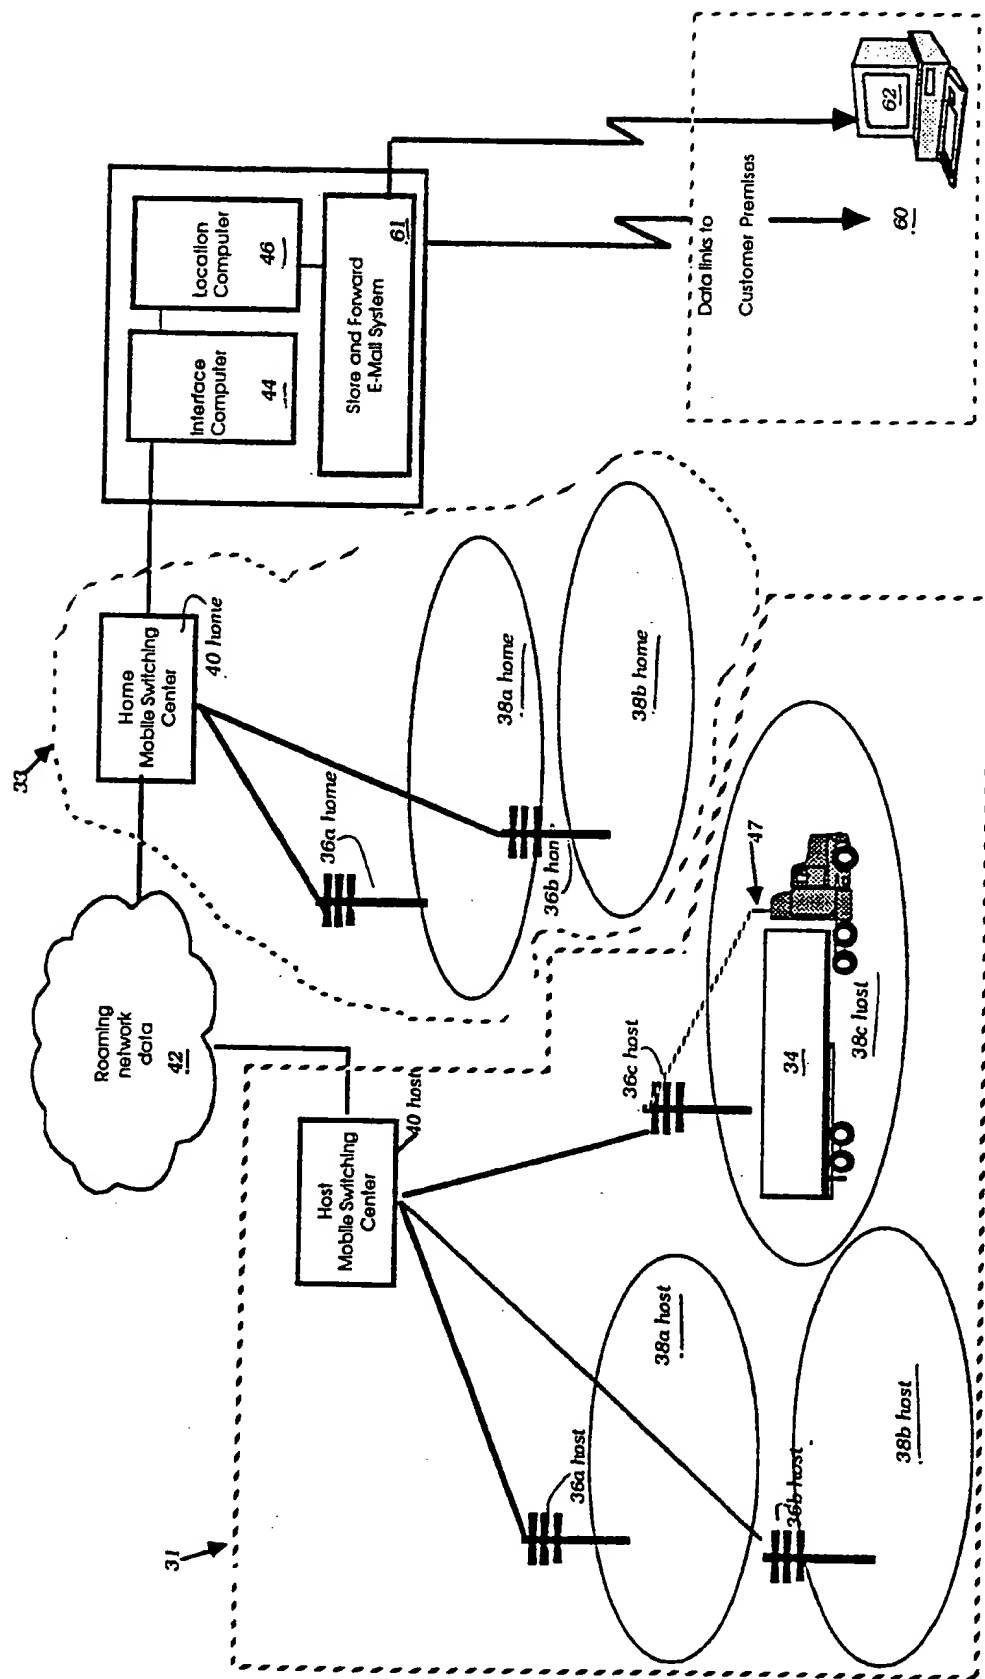 33
Roaming
network
data
42
Home
Mobile Switching
Center
40 home
Interface
Computer
44
Location
Computer
46
Store and Forward
E-Mail System
61
36a home
36b hon
38a home
38b home
31
Host
Mobile Switching
Center
40 host
36a host
36b host
36c host
38a host
38b host
38c host
34
47
Data links to
Customer Premises
60
62